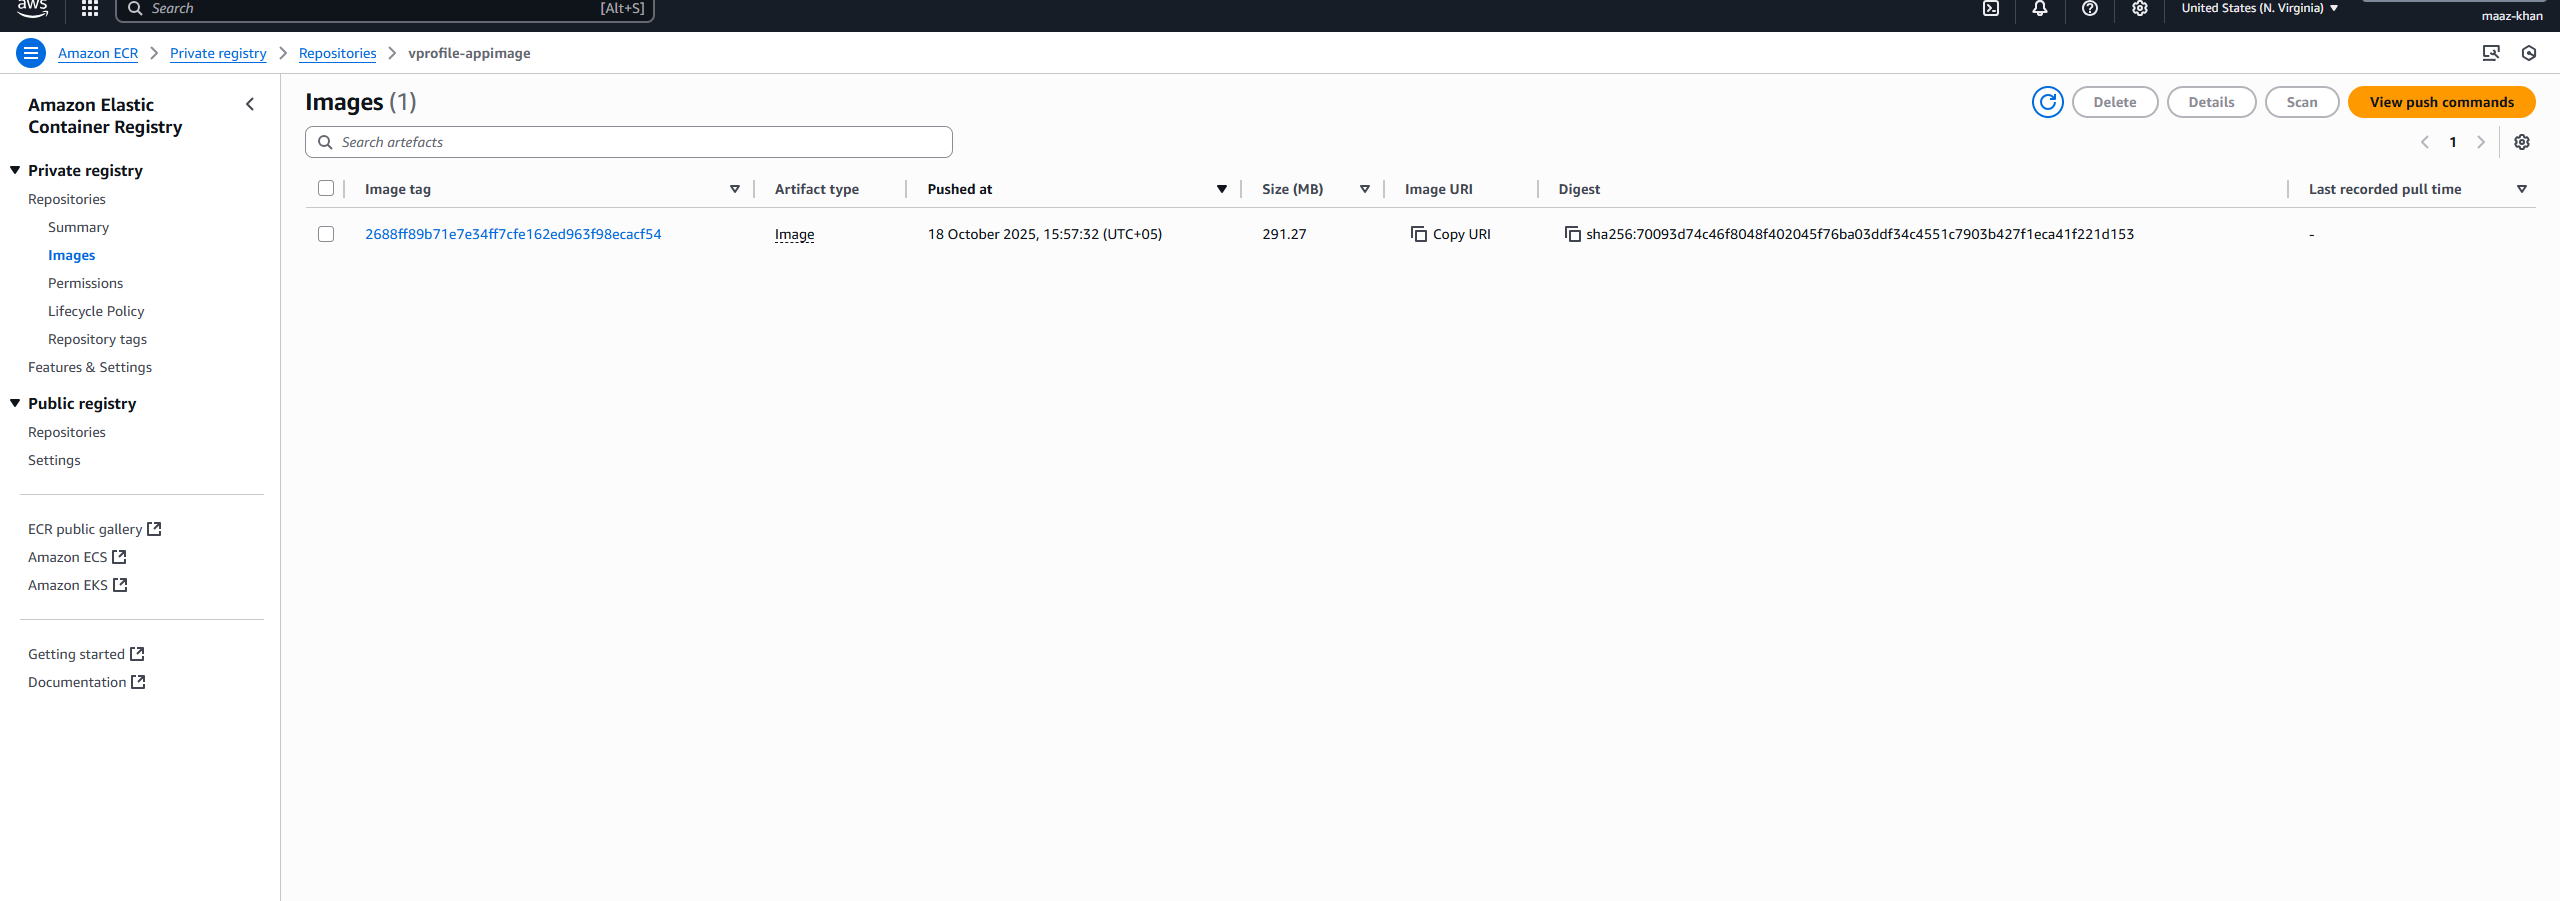 aws
Search
[Alt+S]
United States (N. Virginia)
maaz-khan
Amazon ECR
Private registry
Repositories
vprofile-appimage
Amazon Elastic
Container Registry
Private registry
Repositories
Summary
Images
Permissions
Lifecycle Policy
Repository tags
Features & Settings
Public registry
Repositories
Settings
ECR public gallery
Amazon ECS
Amazon EKS
Getting started
Documentation
Images (1)
Delete
Details
Scan
View push commands
Search artefacts
1
Image tag
Artifact type
Pushed at
Size (MB)
Image URI
Digest
Last recorded pull time
2688ff89b71e7e34ff7cfe162ed963f98ecacf54
Image
18 October 2025, 15:57:32 (UTC+05)
291.27
Copy URI
sha256:70093d74c46f8048f402045f76ba03ddf34c4551c7903b427f1eca41f221d153
-